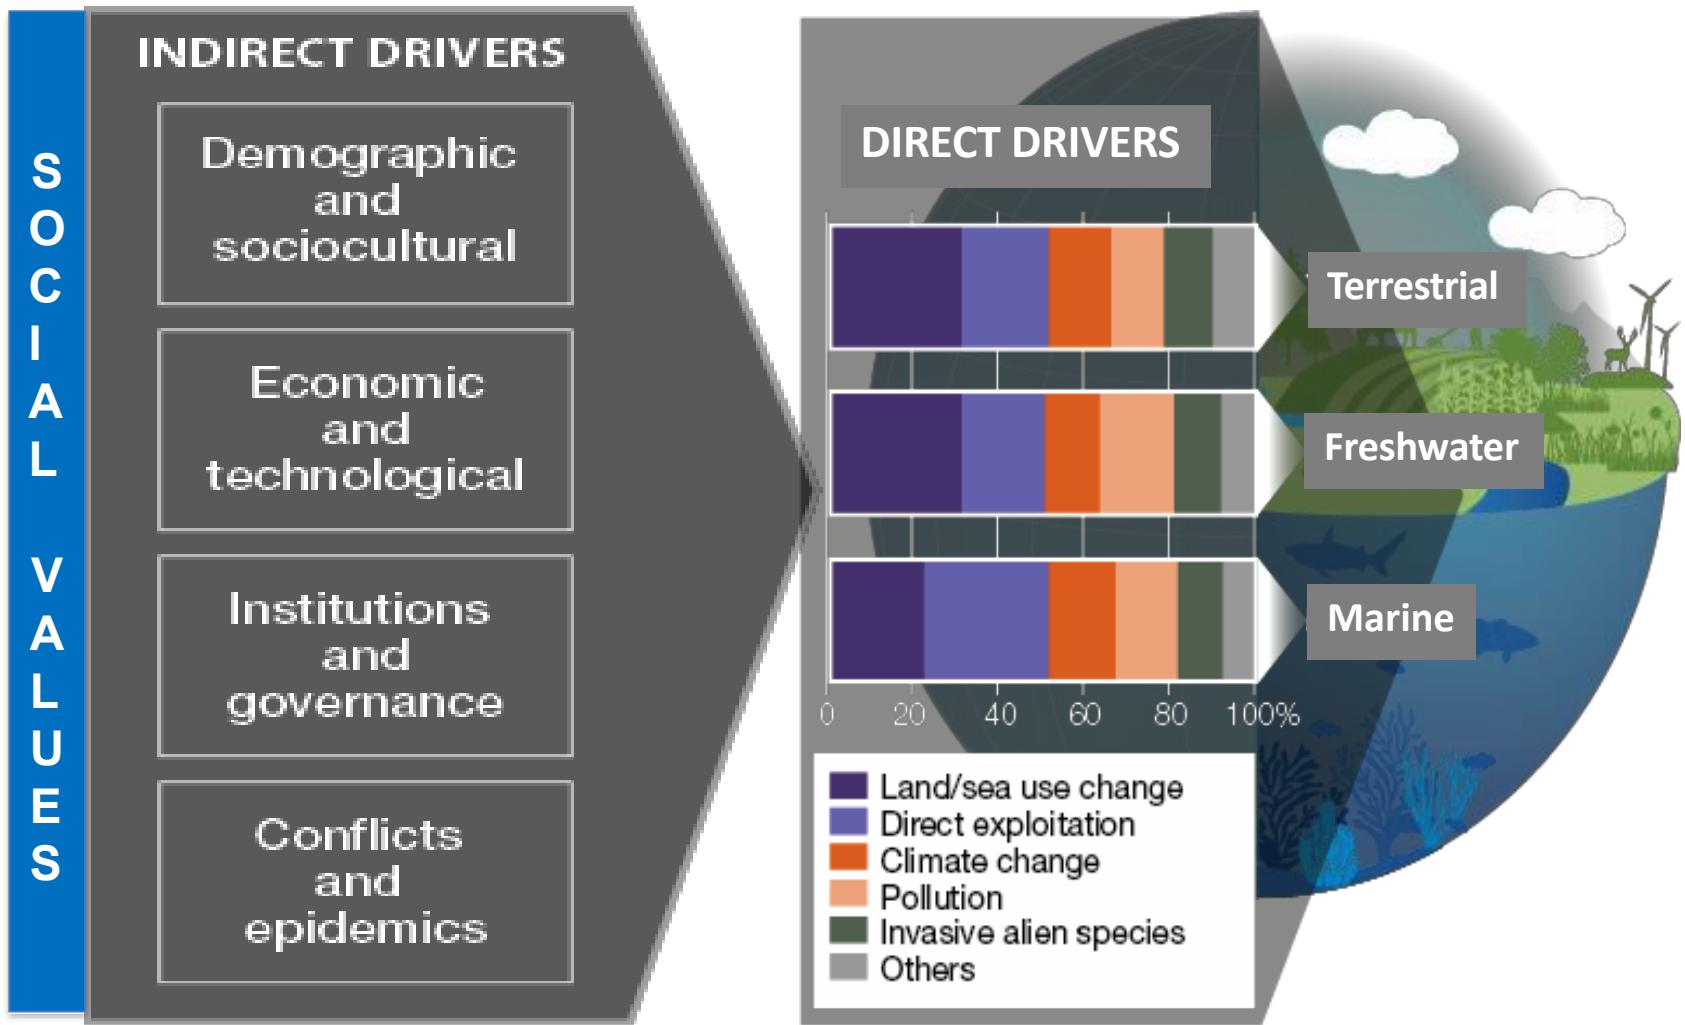 SOCIAL VALUES
INDIRECT DRIVERS
Demographic
and
sociocultural
Economic
and
technological
Institutions
and
governance
Conflicts
and
epidemics
DIRECT DRIVERS
Terrestrial
Freshwater
Marine
0 20 40 60 80 100%
Land/sea use change
Direct exploitation
Climate change
Pollution
Invasive alien species
Others